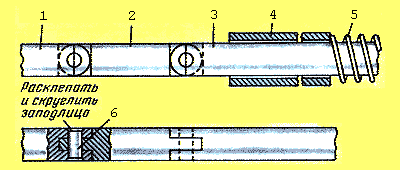 1 2 3 4 5
Расклепать
и скруглить
заподлицо
6